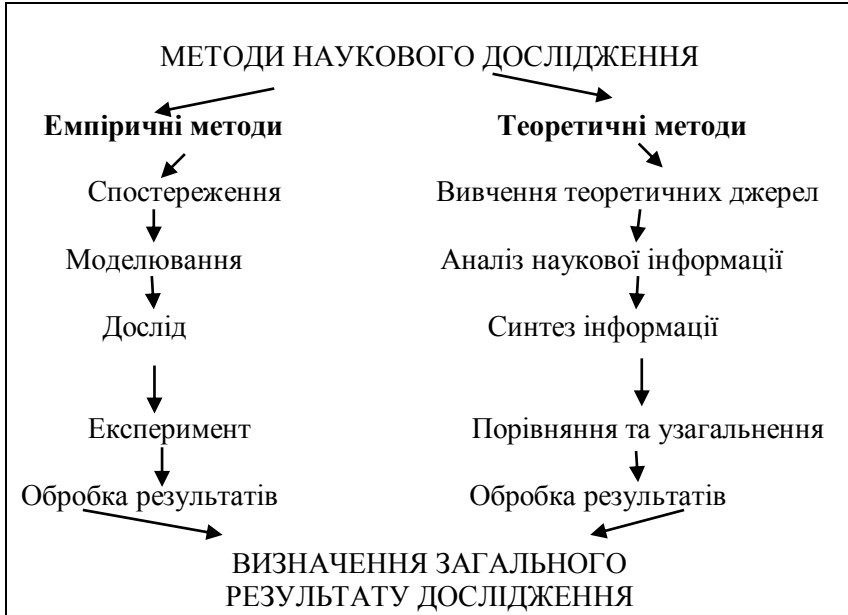 МЕТОДИ НАУКОВОГО ДОСЛІДЖЕННЯ
Емпіричні методи
Спостереження
Моделювання
Дослід
Експеримент
Обробка результатів
Теоретичні методи
Вивчення теоретичних джерел
Аналіз наукової інформації
Синтез інформації
Порівняння та узагальнення
Обробка результатів
ВИЗНАЧЕННЯ ЗАГАЛЬНОГО
РЕЗУЛЬТАТУ ДОСЛІДЖЕННЯ